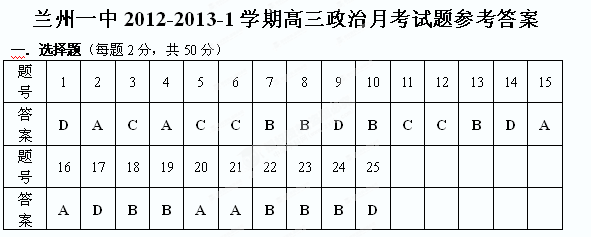 兰州一中 2012-2013-1 学期高三政治月考试题参考答案
一．选择题（每题 2 分，共 50 分）
题号 1 2 3 4 5 6 7 8 9 10 11 12 13 14 15
答案 D A C A C C B B D B C C B D A
题号 16 17 18 19 20 21 22 23 24 25
答案 A D B B A A B B B D